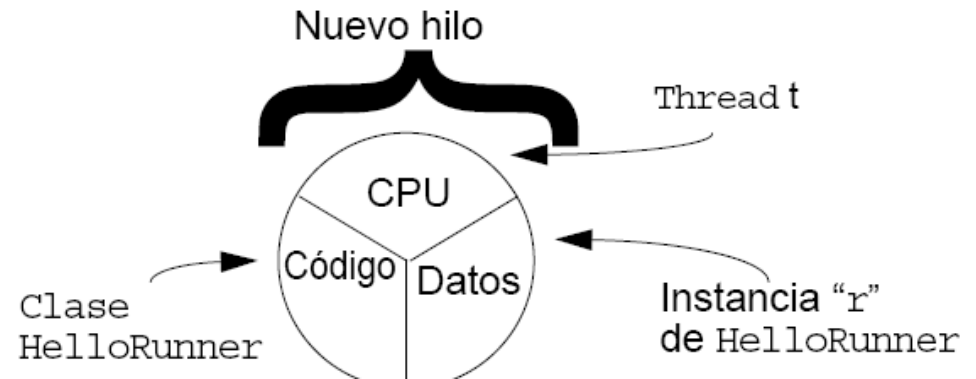 Nuevo hilo
Thread t
CPU
Código
Datos
Clase
HelloRunner
Instancia “r”
de HelloRunner